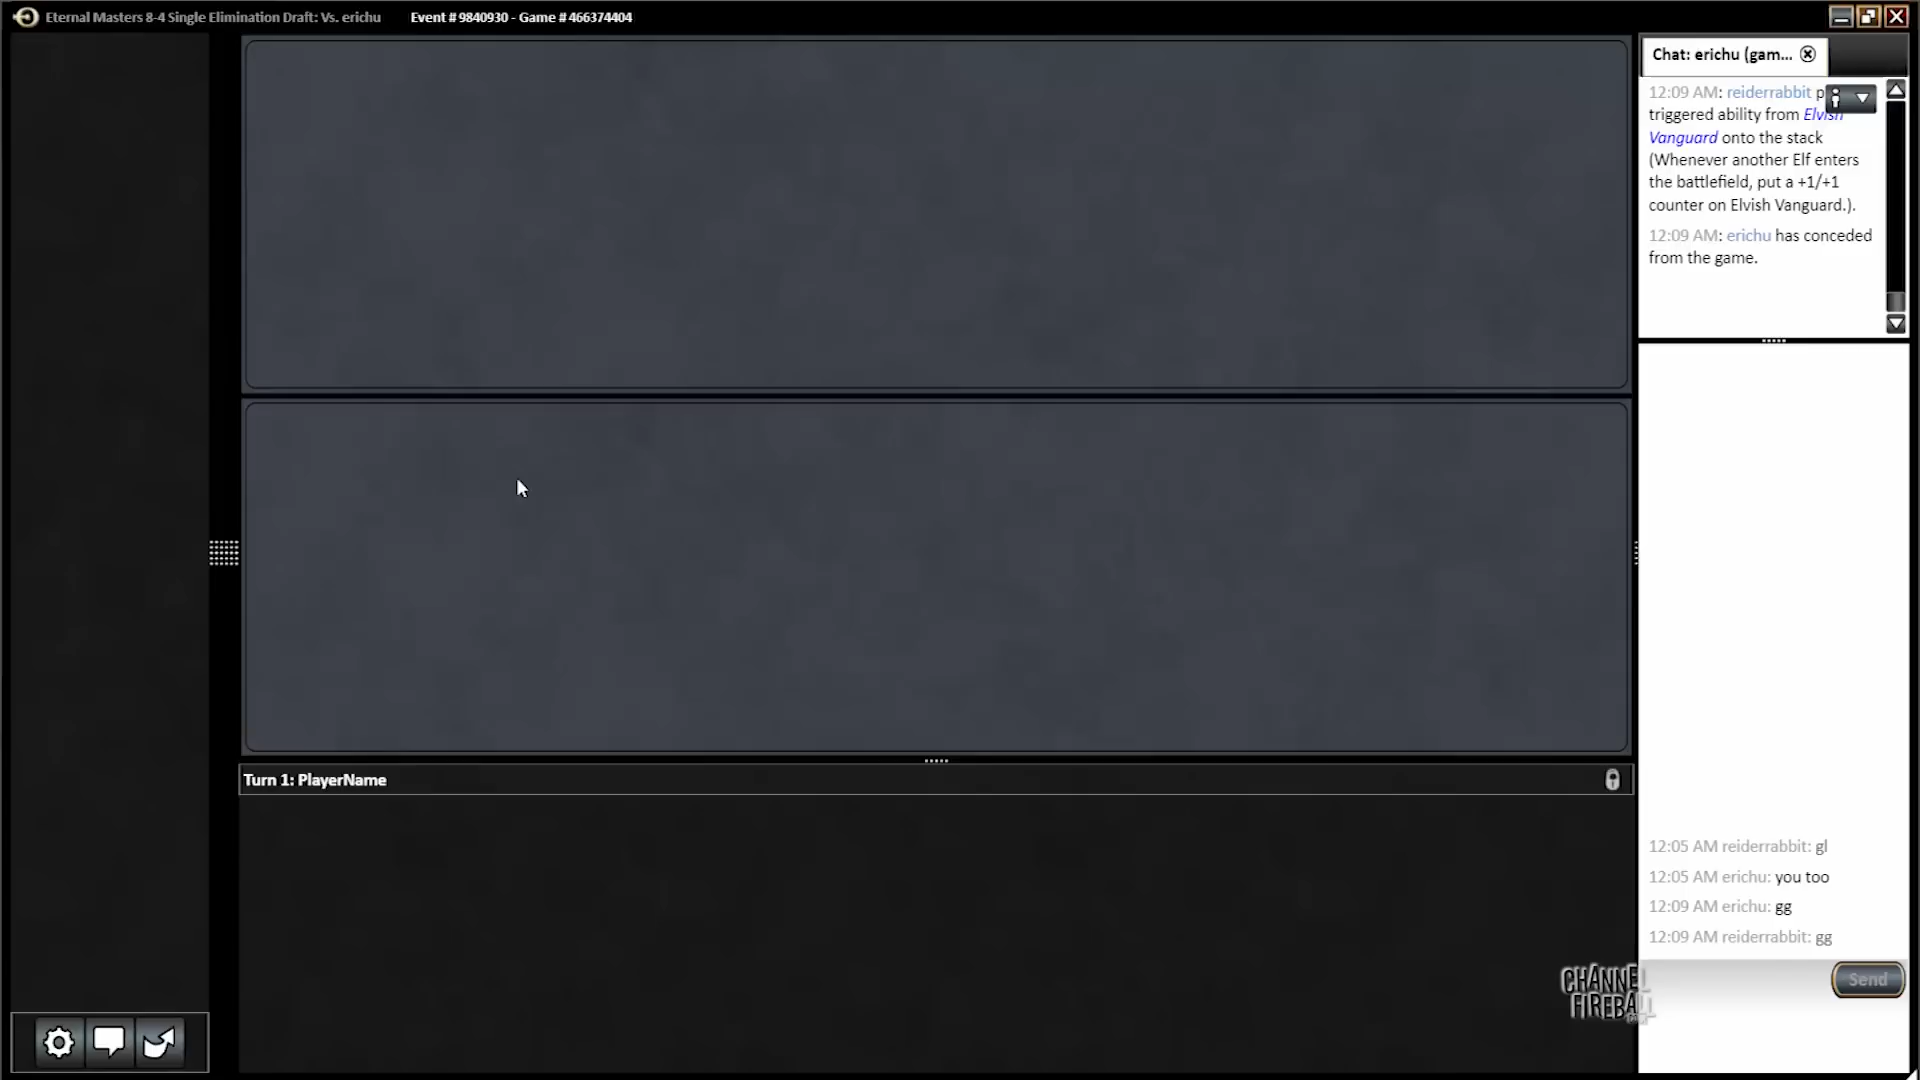 Eternal Masters 8-4 Single Elimination Draft: Vs. erichu
Event # 9840930 - Game # 466374404
Chat: erichu (gam...
12:09 AM: reiderrabbit p
triggered ability from Elvish
Vanguard onto the stack
(Whenever another Elf enters
the battlefield, put a +1/+1
counter on Elvish Vanguard.).
12:09 AM: erichu has conceded
from the game.
Turn 1: PlayerName
12:05 AM reiderrabbit: gl
12:05 AM erichu: you too
12:09 AM erichu: gg
12:09 AM reiderrabbit: gg
Send
CHANNEL
FIREBALL